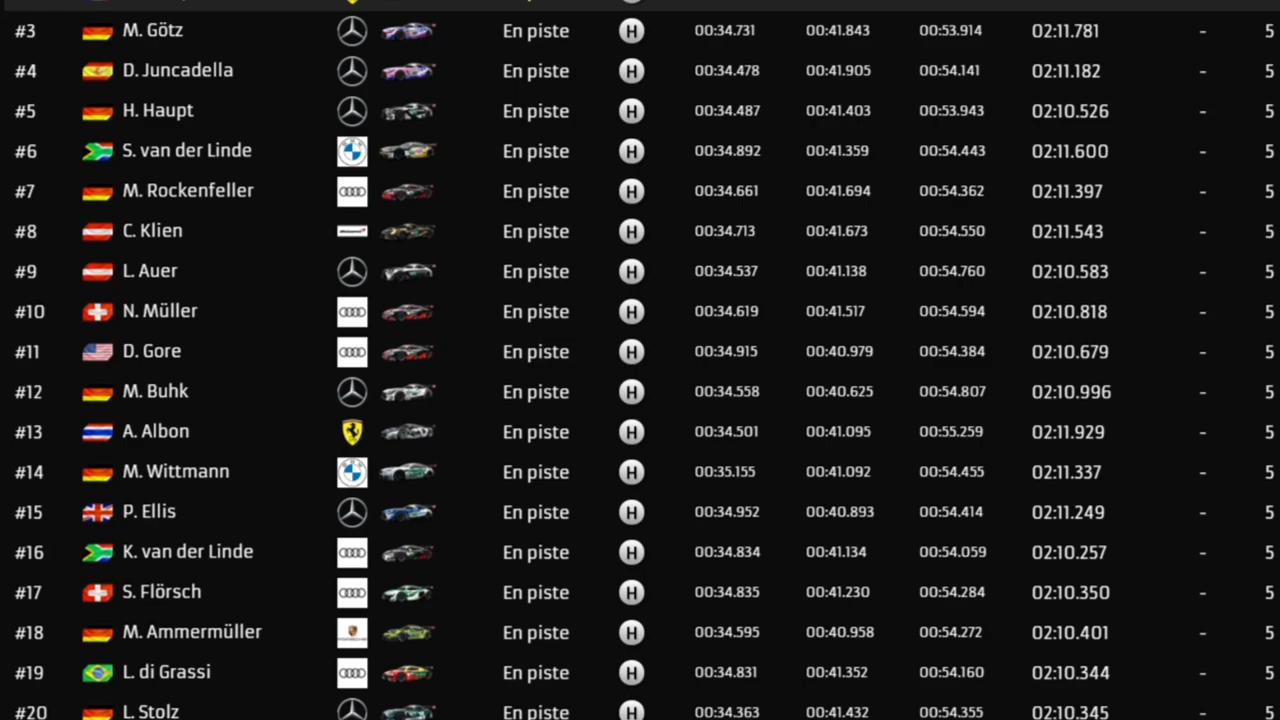 #3 M. Götz En piste H 00:34.731 00:41.843 00:53.914 02:11.781 - 5
#4 D. Juncadella En piste H 00:34.478 00:41.905 00:54.141 02:11.182 - 5
#5 H. Haupt En piste H 00:34.487 00:41.403 00:53.943 02:10.526 - 5
#6 S. van der Linde En piste H 00:34.892 00:41.359 00:54.443 02:11.600 - 5
#7 M. Rockenfeller En piste H 00:34.661 00:41.694 00:54.362 02:11.397 - 5
#8 C. Klien En piste H 00:34.713 00:41.673 00:54.550 02:11.543 - 5
#9 L. Auer En piste H 00:34.537 00:41.138 00:54.760 02:10.583 - 5
#10 N. Müller En piste H 00:34.619 00:41.517 00:54.594 02:10.818 - 5
#11 D. Gore En piste H 00:34.915 00:40.979 00:54.384 02:10.679 - 5
#12 M. Buhk En piste H 00:34.558 00:40.625 00:54.807 02:10.996 - 5
#13 A. Albon En piste H 00:34.501 00:41.095 00:55.259 02:11.929 - 5
#14 M. Wittmann En piste H 00:35.155 00:41.092 00:54.455 02:11.337 - 5
#15 P. Ellis En piste H 00:34.952 00:40.893 00:54.414 02:11.249 - 5
#16 K. van der Linde En piste H 00:34.834 00:41.134 00:54.059 02:10.257 - 5
#17 S. Flörsch En piste H 00:34.835 00:41.230 00:54.284 02:10.350 - 5
#18 M. Ammermüller En piste H 00:34.595 00:40.958 00:54.272 02:10.401 - 5
#19 L. di Grassi En piste H 00:34.831 00:41.352 00:54.160 02:10.344 - 5
#20 L. Stolz En piste H 00:34.363 00:41.432 00:54.355 02:10.345 - 5